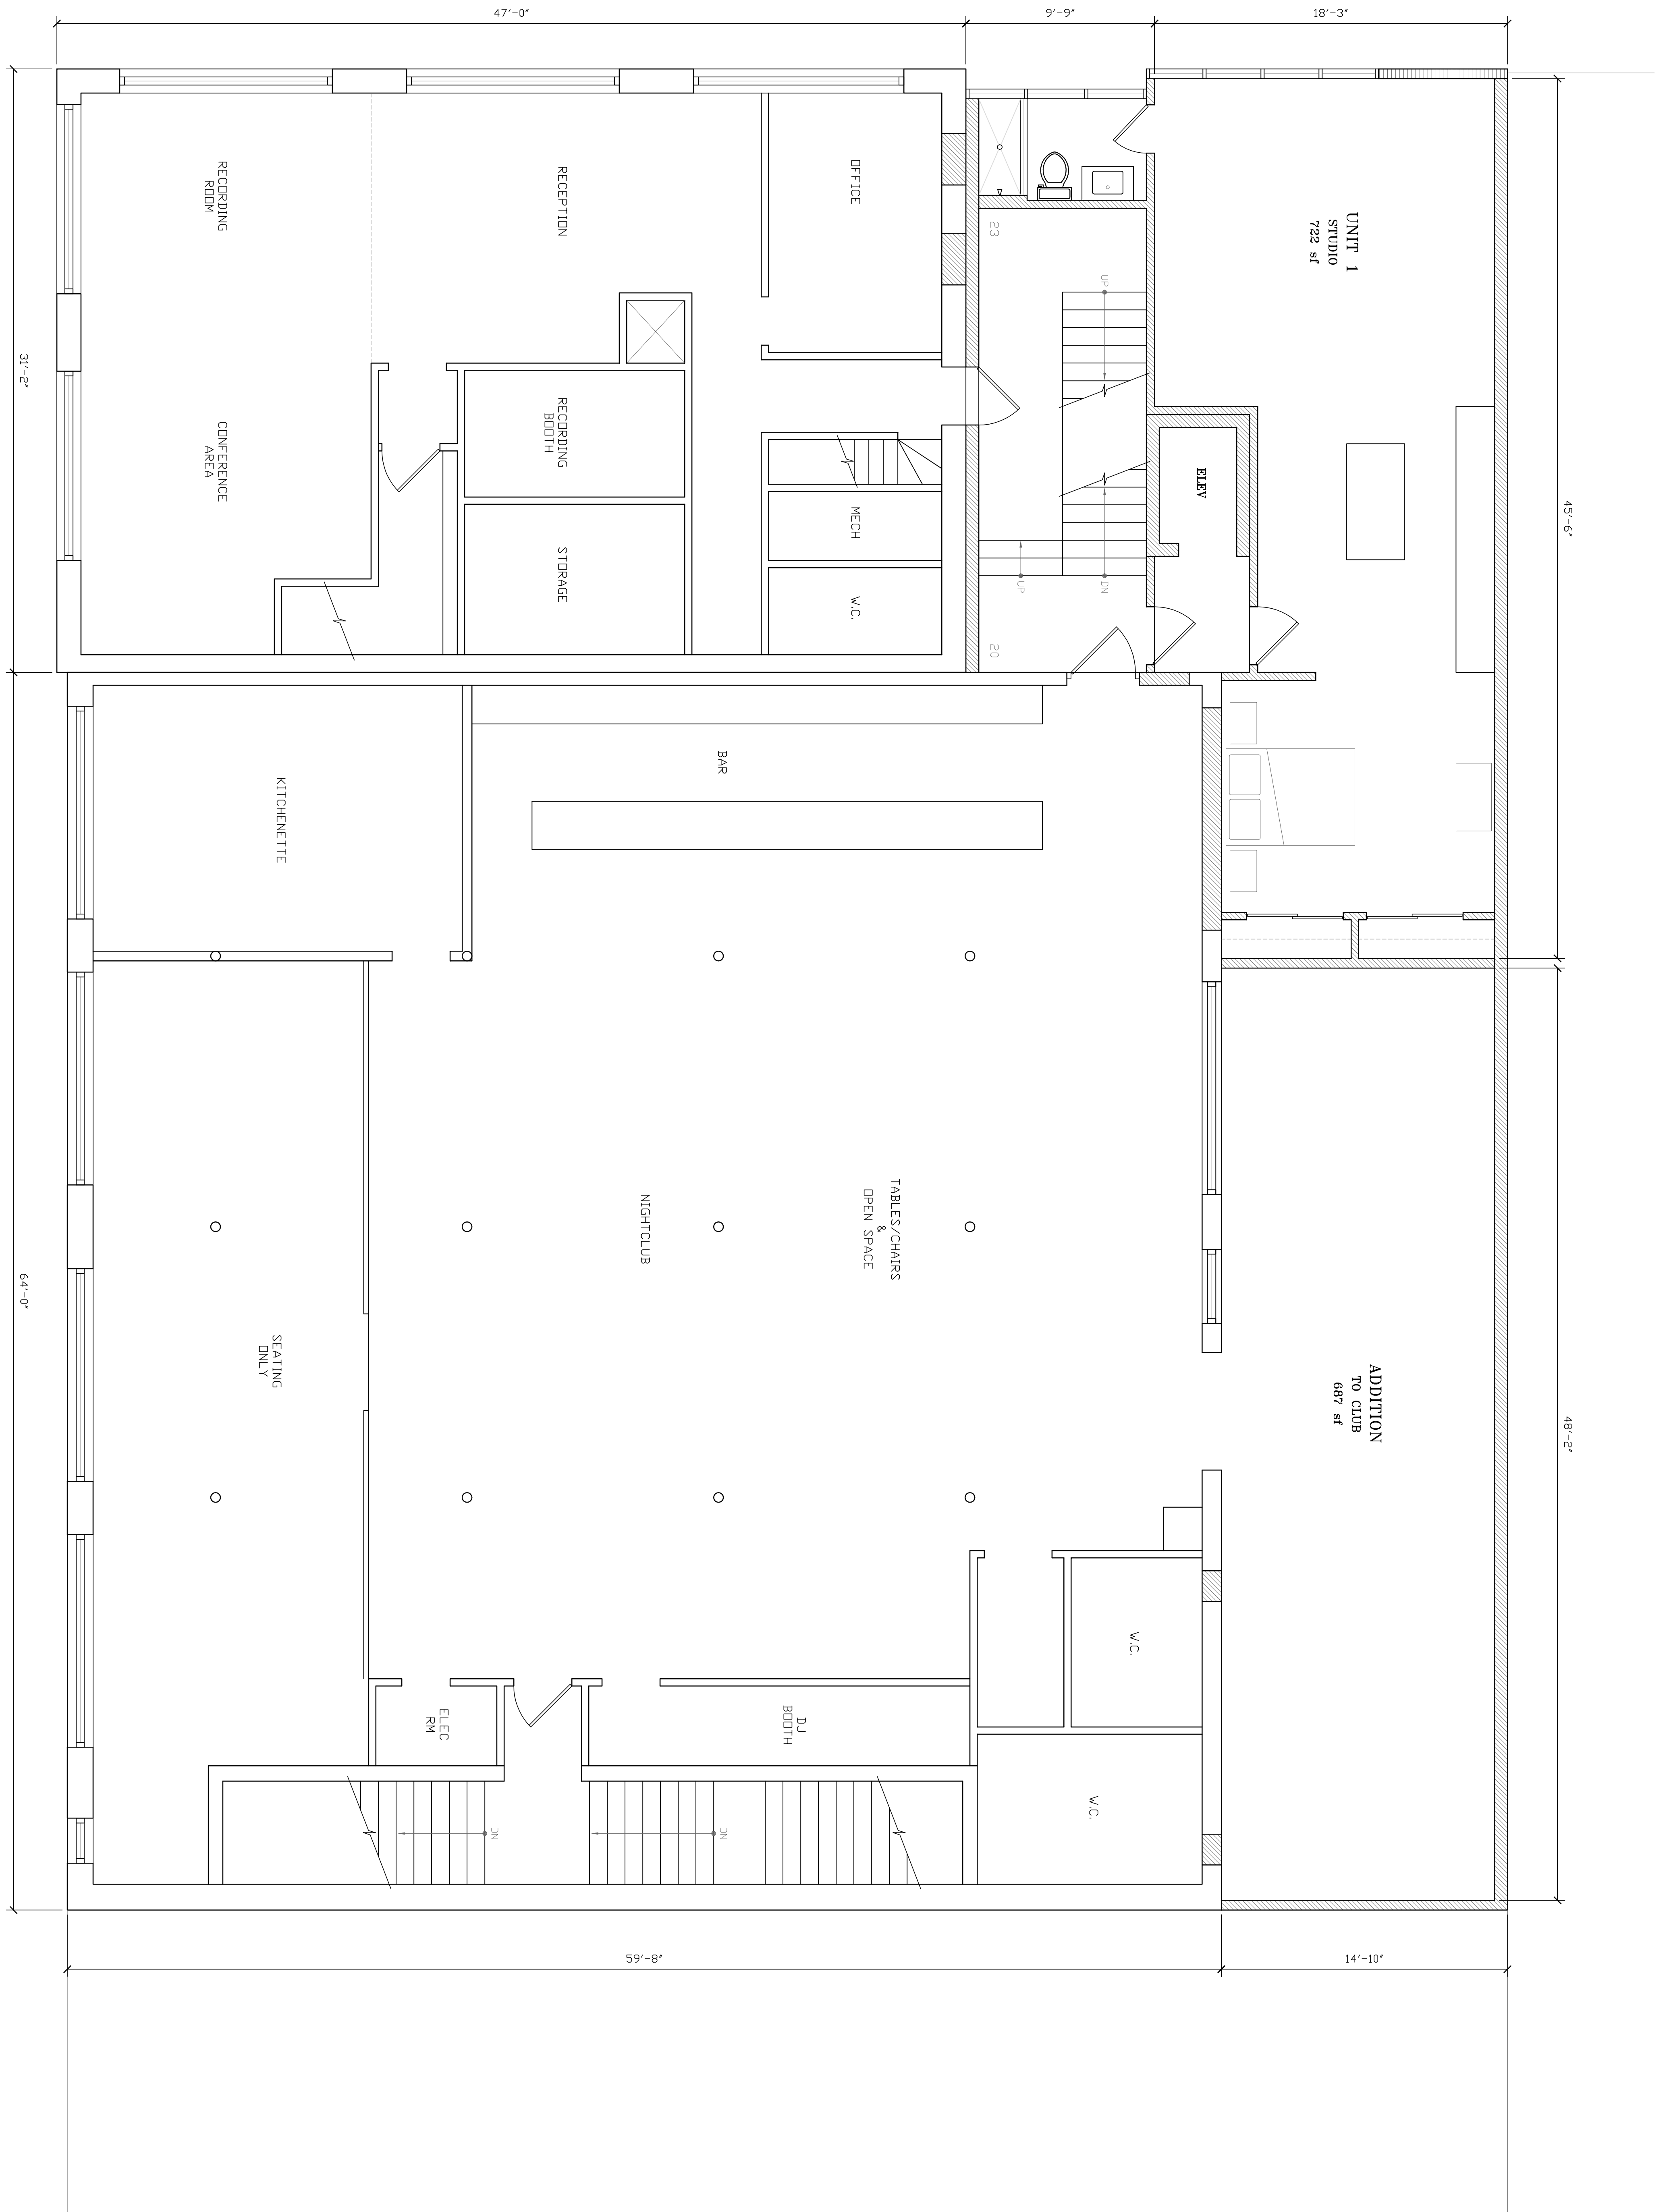 47'-0"
9'-9"
18'-3"
31'-2"
64'-0"
45'-6"
48'-2"
59'-8"
14'-10"
RECORDING
ROOM
RECEPTION
OFFICE
23
UP
UNIT 1
STUDIO
722 sf
CONFERENCE
AREA
RECORDING
BOOTH
STORAGE
MECH
W.C.
ELEV
UP
DN
20
KITCHENETTE
BAR
NIGHTCLUB
TABLES/CHAIRS
&
OPEN SPACE
SEATING
ONLY
ADDITION
TO CLUB
687 sf
W.C.
W.C.
ELEC
RM
DJ
BOOTH
DN
DN